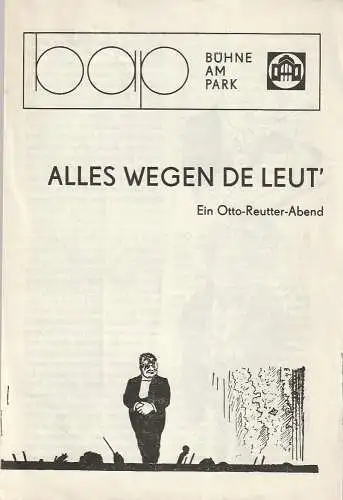 bap
BÜHNE
AM
PARK
ALLES WEGEN DE LEUT'
Ein Otto-Reutter-Abend